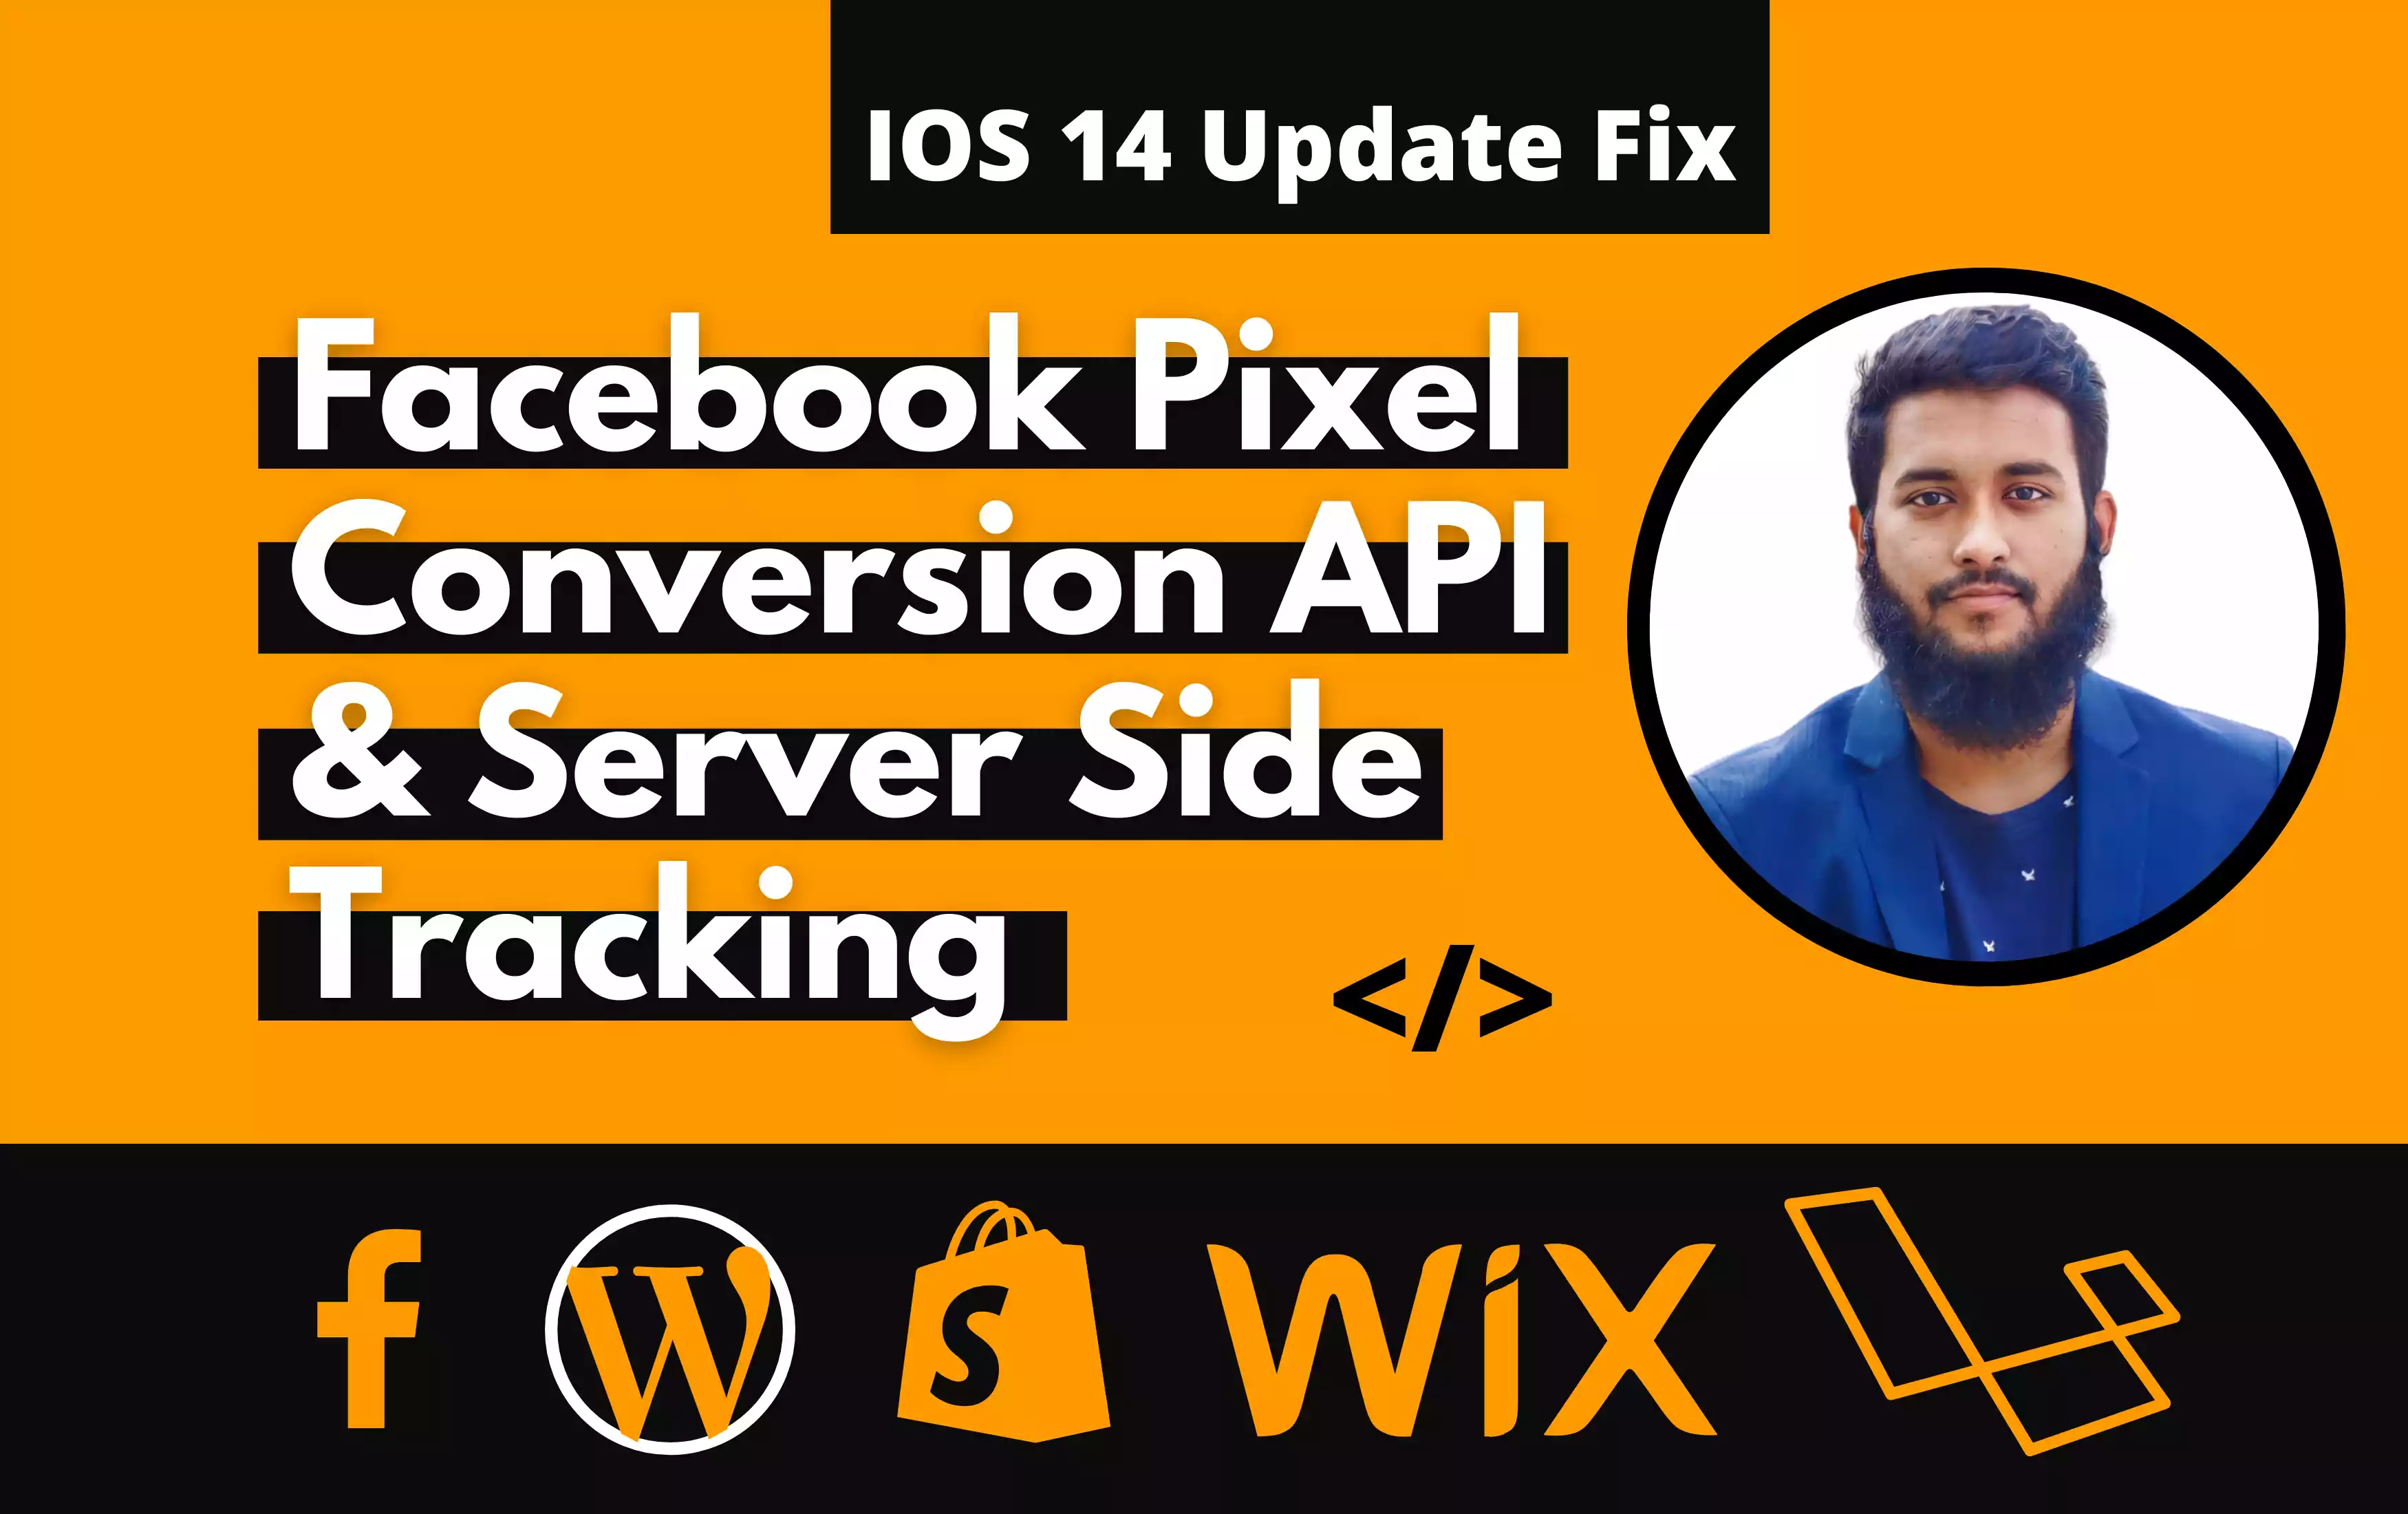 IOS 14 Update Fix
Facebook Pixel
Conversion API
& Server Side
Tracking
</>
f
W
S
WiX